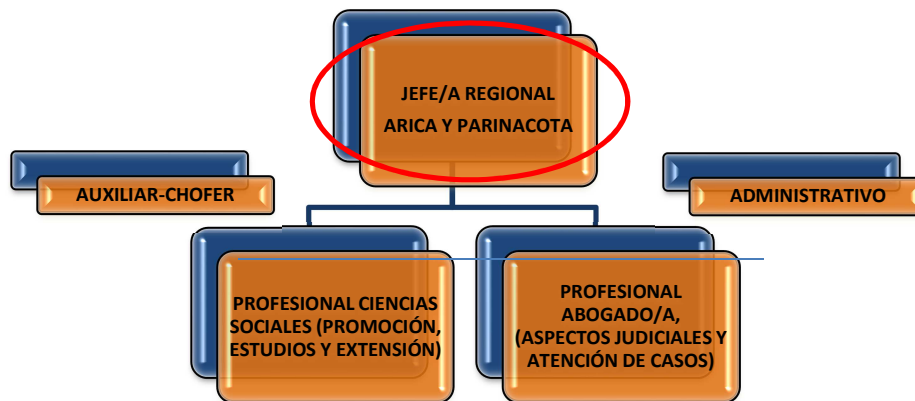 JEFE/A REGIONAL
ARICA Y PARINACOTA
AUXILIAR-CHOFER
ADMINISTRATIVO
PROFESIONAL CIENCIAS
SOCIALES (PROMOCIÓN,
ESTUDIOS Y EXTENSIÓN)
PROFESIONAL
ABOGADO/A,
(ASPECTOS JUDICIALES Y
ATENCIÓN DE CASOS)